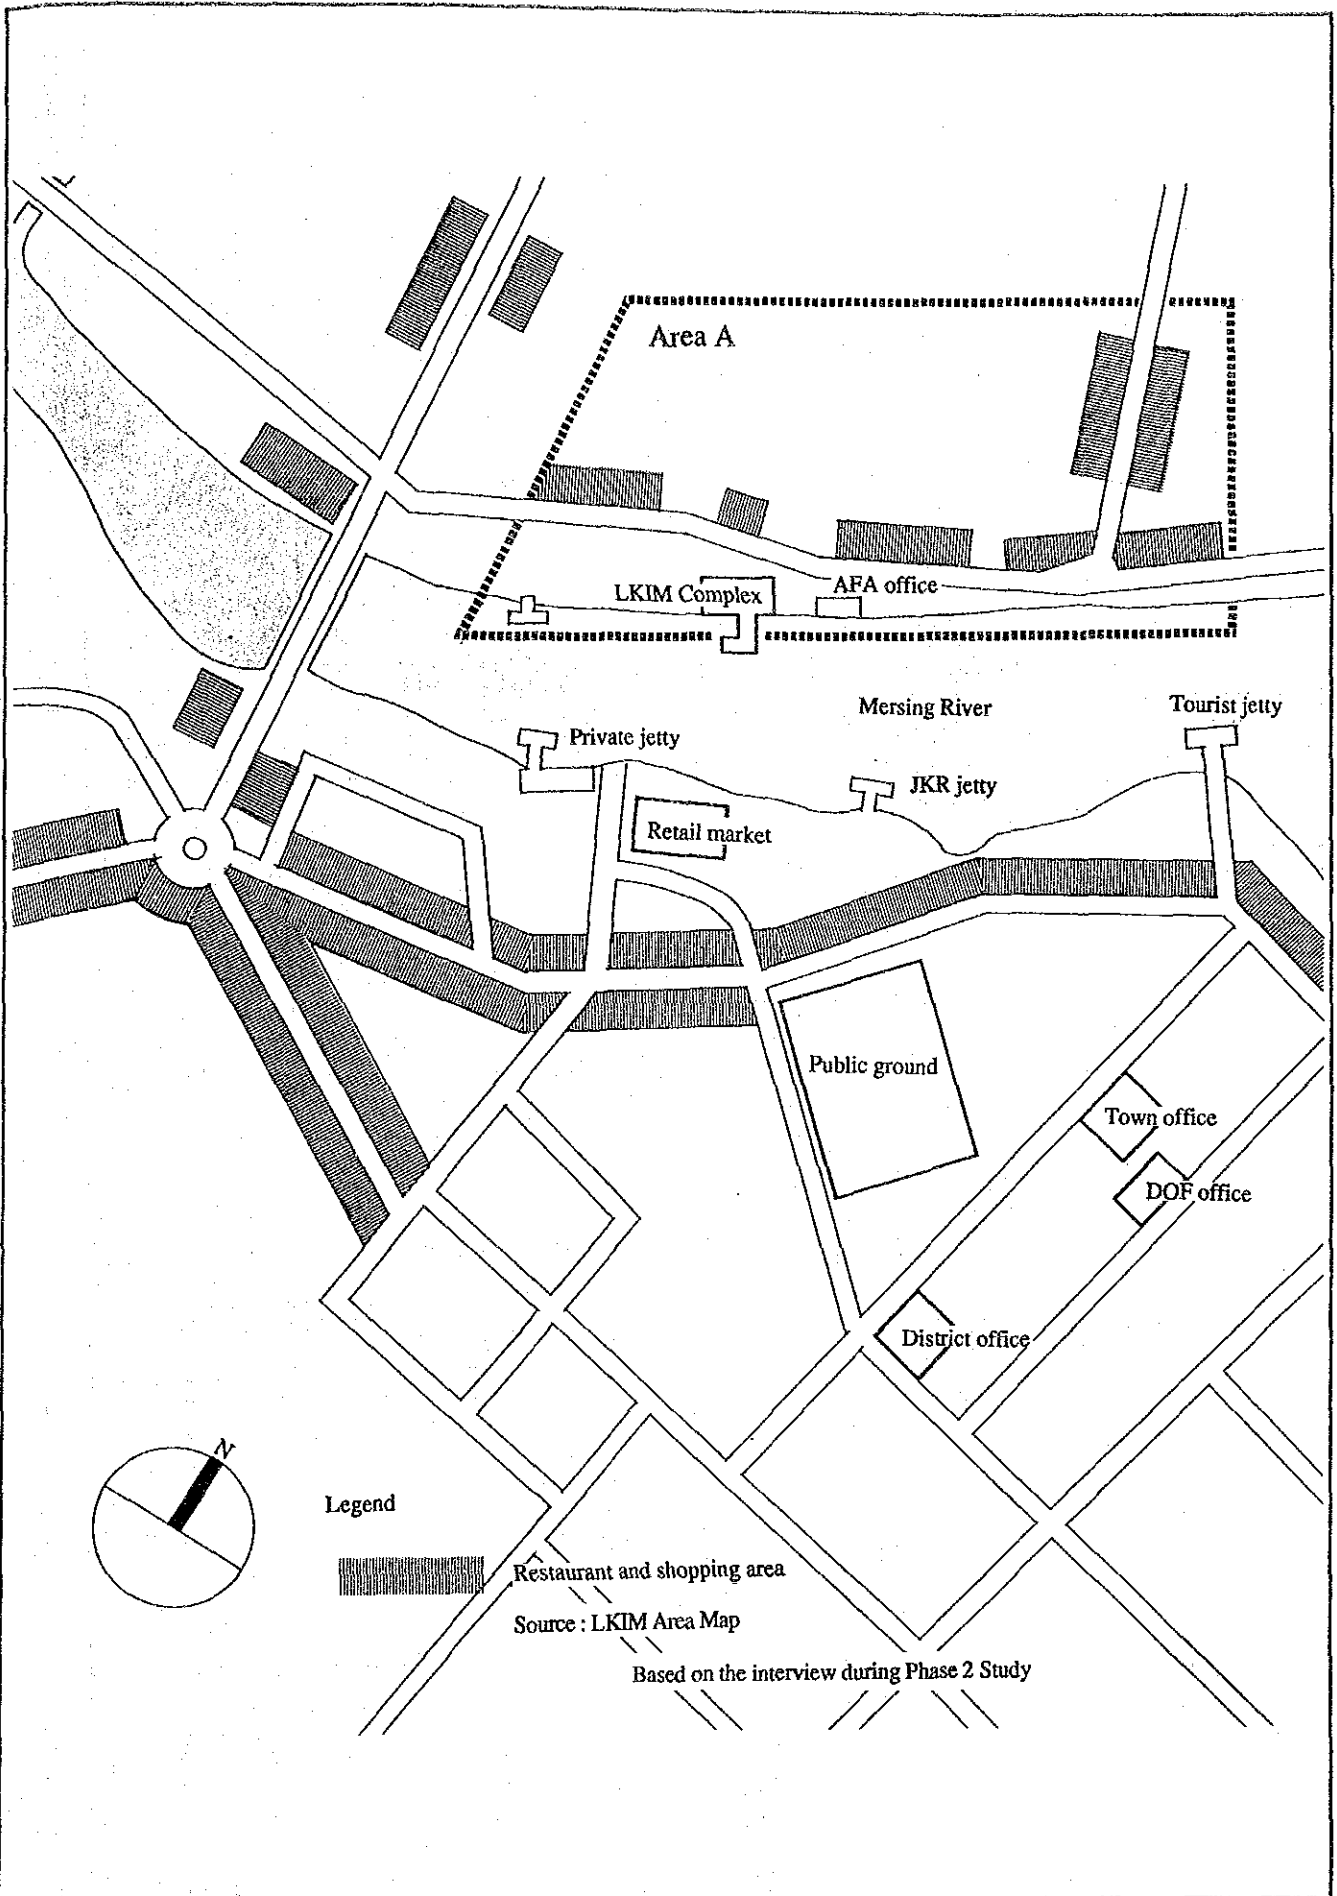 Area A
LKIM Complex
AFA office
Mersing River
Tourist jetty
Private jetty
JKR jetty
Retail market
Public ground
Town office
DOF office
District office
N
Legend
Restaurant and shopping area
Source : LKIM Area Map
Based on the interview during Phase 2 Study